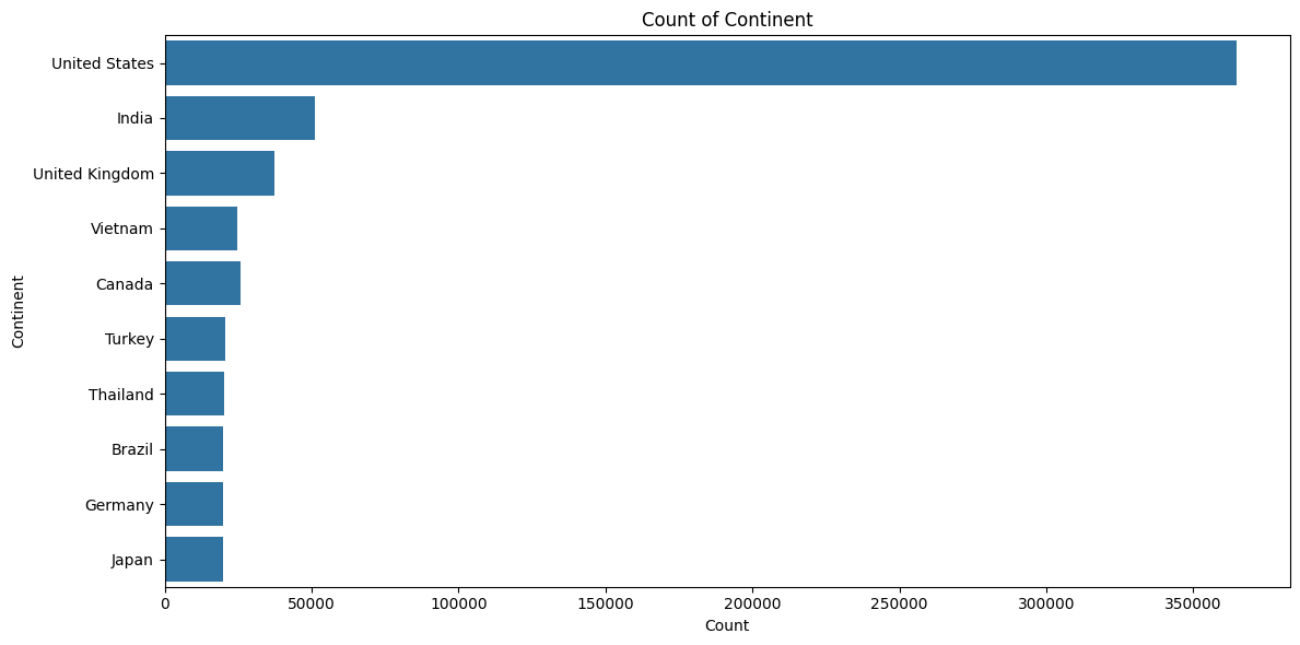 Count of Continent
United States
India
United Kingdom
Vietnam
Canada
Turkey
Thailand
Brazil
Germany
Japan
Continent
0 50000 100000 150000 200000 250000 300000 350000
Count